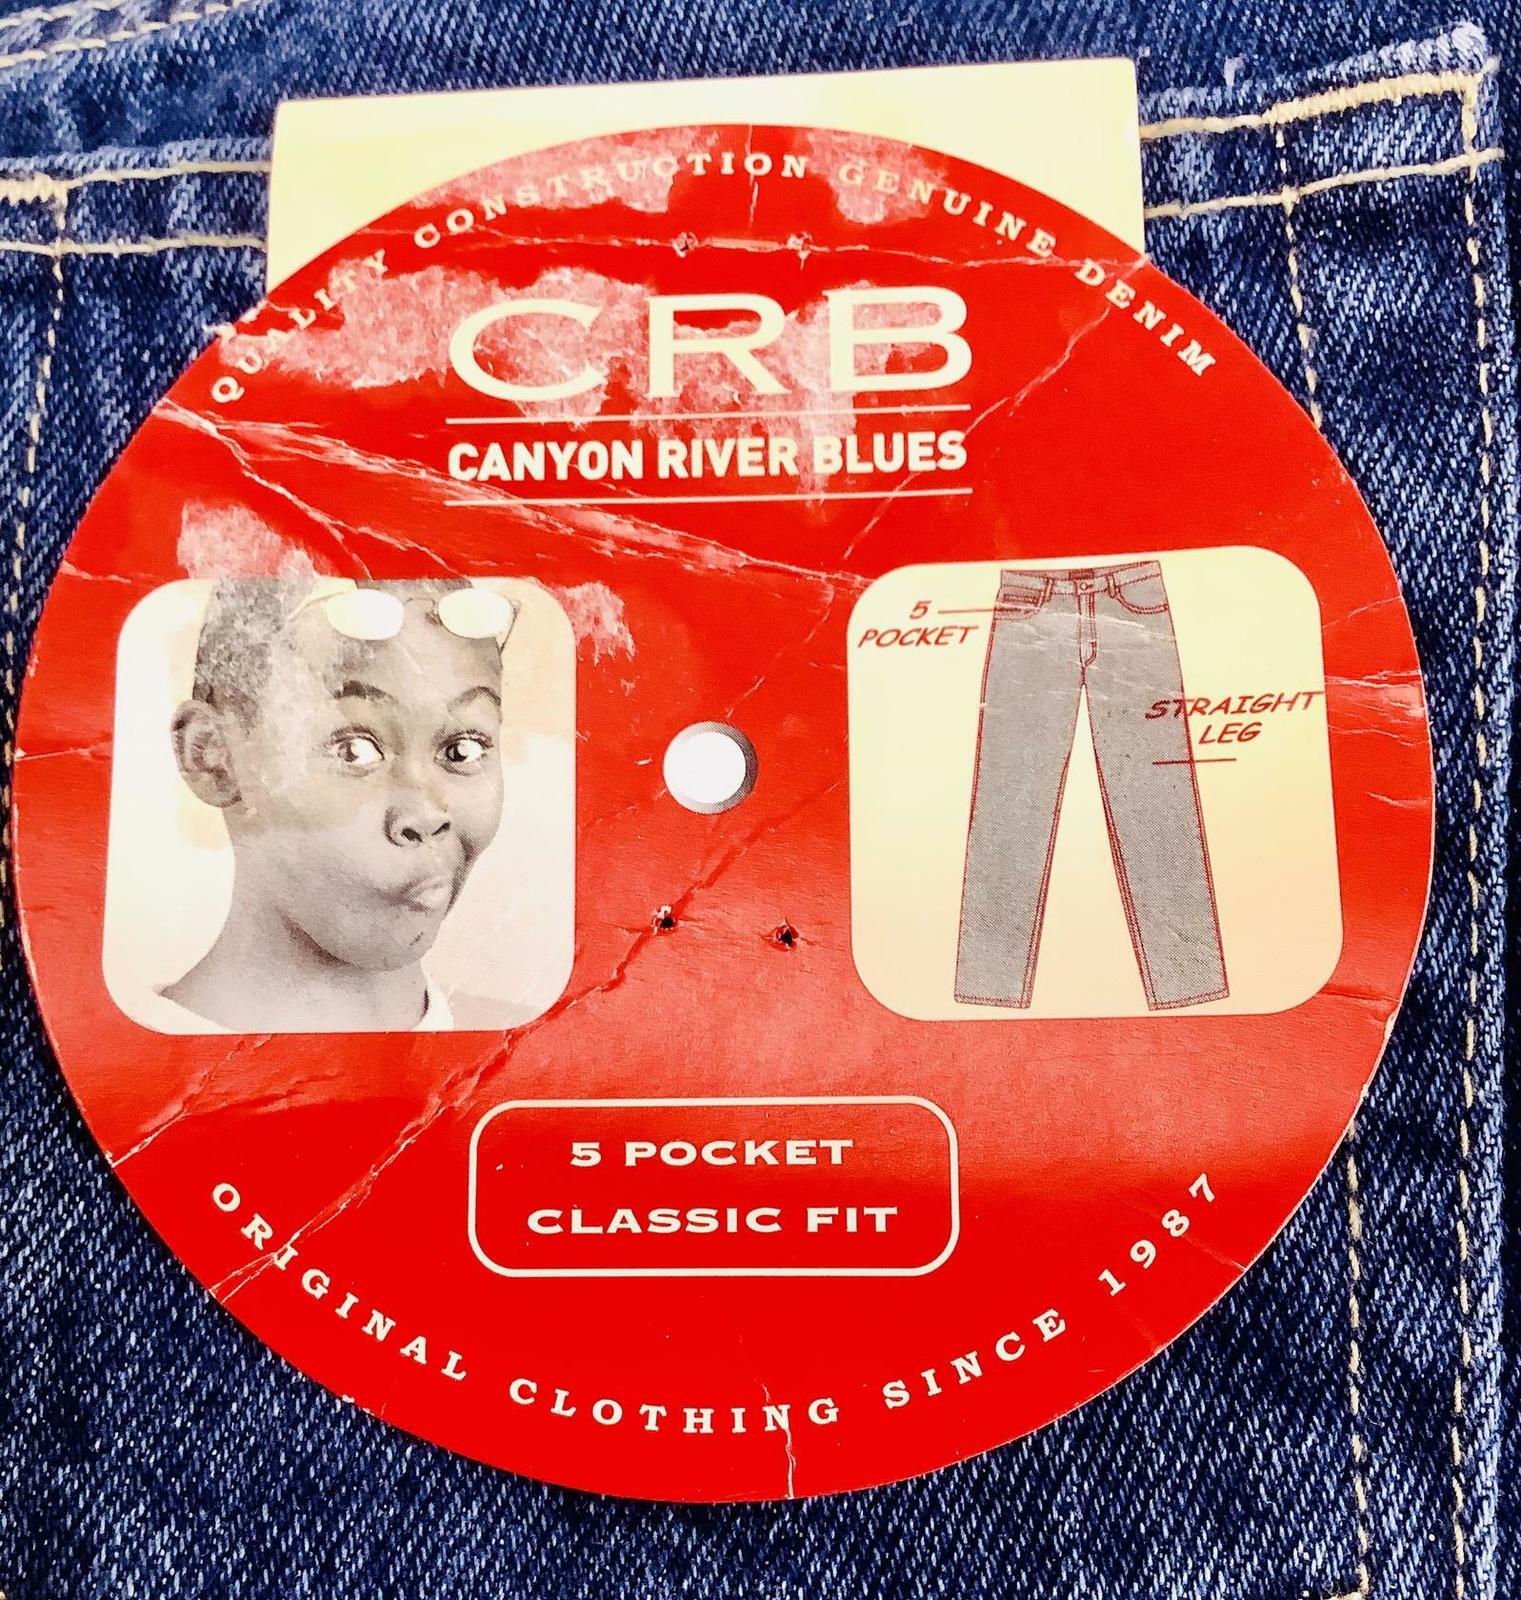 QUALITY CONSTRUCTION GENUINE DENIM
CRB
CANYON RIVER BLUES
5
POCKET
STRAIGHT
LEG
5 POCKET
CLASSIC FIT
ORIGINAL CLOTHING SINCE 1987